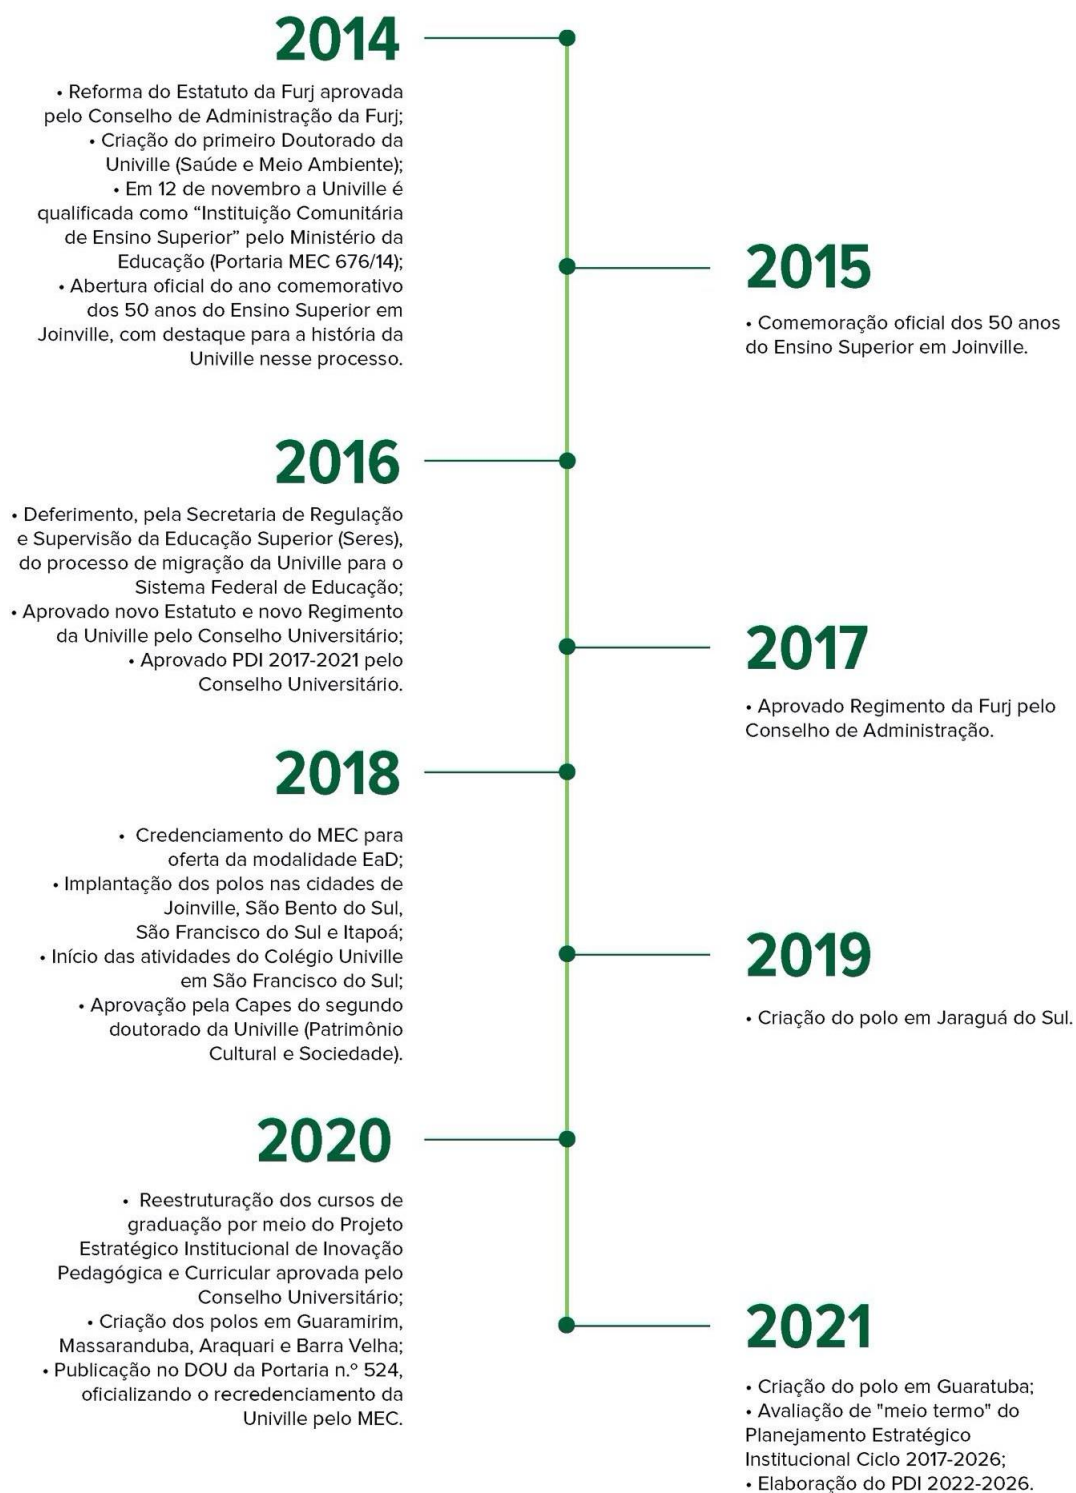 2014
• Reforma do Estatuto da Furj aprovada
pelo Conselho de Administração da Furj;
• Criação do primeiro Doutorado da
Univille (Saúde e Meio Ambiente);
• Em 12 de novembro a Univille é
qualificada como “Instituição Comunitária
de Ensino Superior” pelo Ministério da
Educação (Portaria MEC 676/14);
• Abertura oficial do ano comemorativo
dos 50 anos do Ensino Superior em
Joinville, com destaque para a história da
Univille nesse processo.
2015
• Comemoração oficial dos 50 anos
do Ensino Superior em Joinville.
2016
• Deferimento, pela Secretaria de Regulação
e Supervisão da Educação Superior (Seres),
do processo de migração da Univille para o
Sistema Federal de Educação;
• Aprovado novo Estatuto e novo Regimento
da Univille pelo Conselho Universitário;
• Aprovado PDI 2017-2021 pelo
Conselho Universitário.
2017
• Aprovado Regimento da Furj pelo
Conselho de Administração.
2018
• Credenciamento do MEC para
oferta da modalidade EaD;
• Implantação dos polos nas cidades de
Joinville, São Bento do Sul,
São Francisco do Sul e Itapoá;
• Início das atividades do Colégio Univille
em São Francisco do Sul;
• Aprovação pela Capes do segundo
doutorado da Univille (Patrimônio
Cultural e Sociedade).
2019
• Criação do polo em Jaraguá do Sul.
2020
• Reestruturação dos cursos de
graduação por meio do Projeto
Estratégico Institucional de Inovação
Pedagógica e Curricular aprovada pelo
Conselho Universitário;
• Criação dos polos em Guaramirim,
Massaranduba, Araquari e Barra Velha;
• Publicação no DOU da Portaria n.º 524,
oficializando o recredenciamento da
Univille pelo MEC.
2021
• Criação do polo em Guaratuba;
• Avaliação de "meio termo" do
Planejamento Estratégico
Institucional Ciclo 2017-2026;
• Elaboração do PDI 2022-2026.